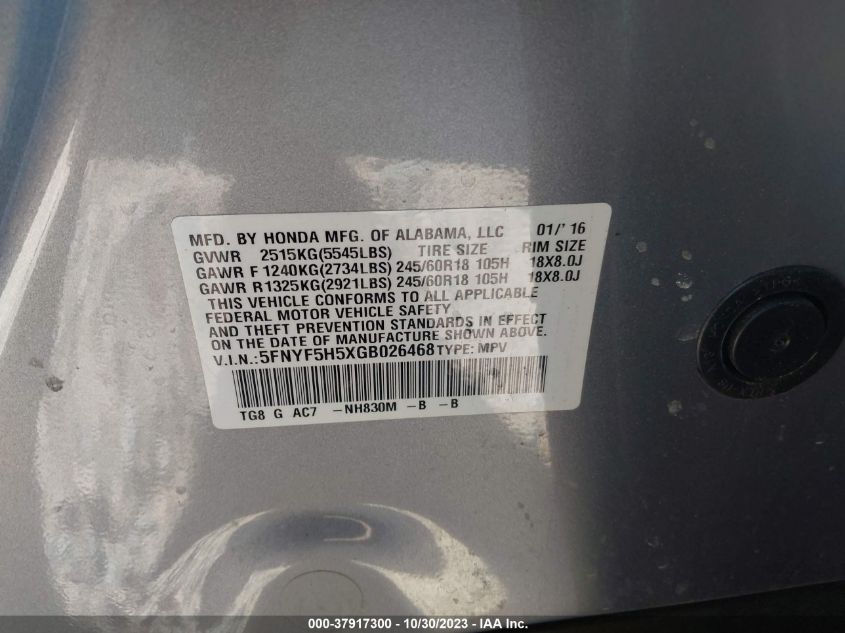 MFD. BY HONDA MFG. OF ALABAMA, LLC 01/' 16
GVWR 2515KG(5545LBS) TIRE SIZE RIM SIZE
GAWR F 1240KG(2734LBS) 245/60R18 105H 18X8.0J
GAWR R 1325KG(2921LBS) 245/60R18 105H 18X8.0J
THIS VEHICLE CONFORMS TO ALL APPLICABLE
FEDERAL MOTOR VEHICLE SAFETY
AND THEFT PREVENTION STANDARDS IN EFFECT
ON THE DATE OF MANUFACTURE SHOWN ABOVE.
V.I.N.:5FNYF5H5XGB026468 TYPE: MPV
TG8 G AC7 -NH830M -B -B
000-37917300 - 10/30/2023 - IAA Inc.